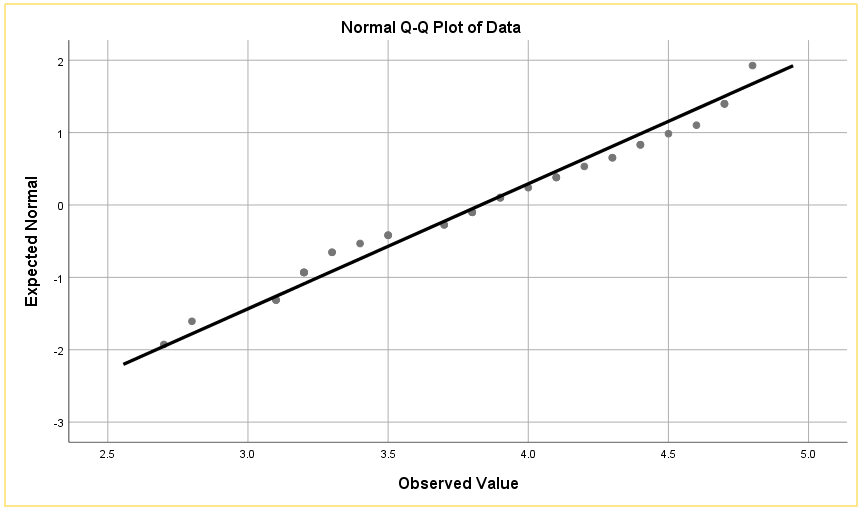 Normal Q-Q Plot of Data
2
1
0
-1
-2
-3
Expected Normal
2.5 3.0 3.5 4.0 4.5 5.0
Observed Value